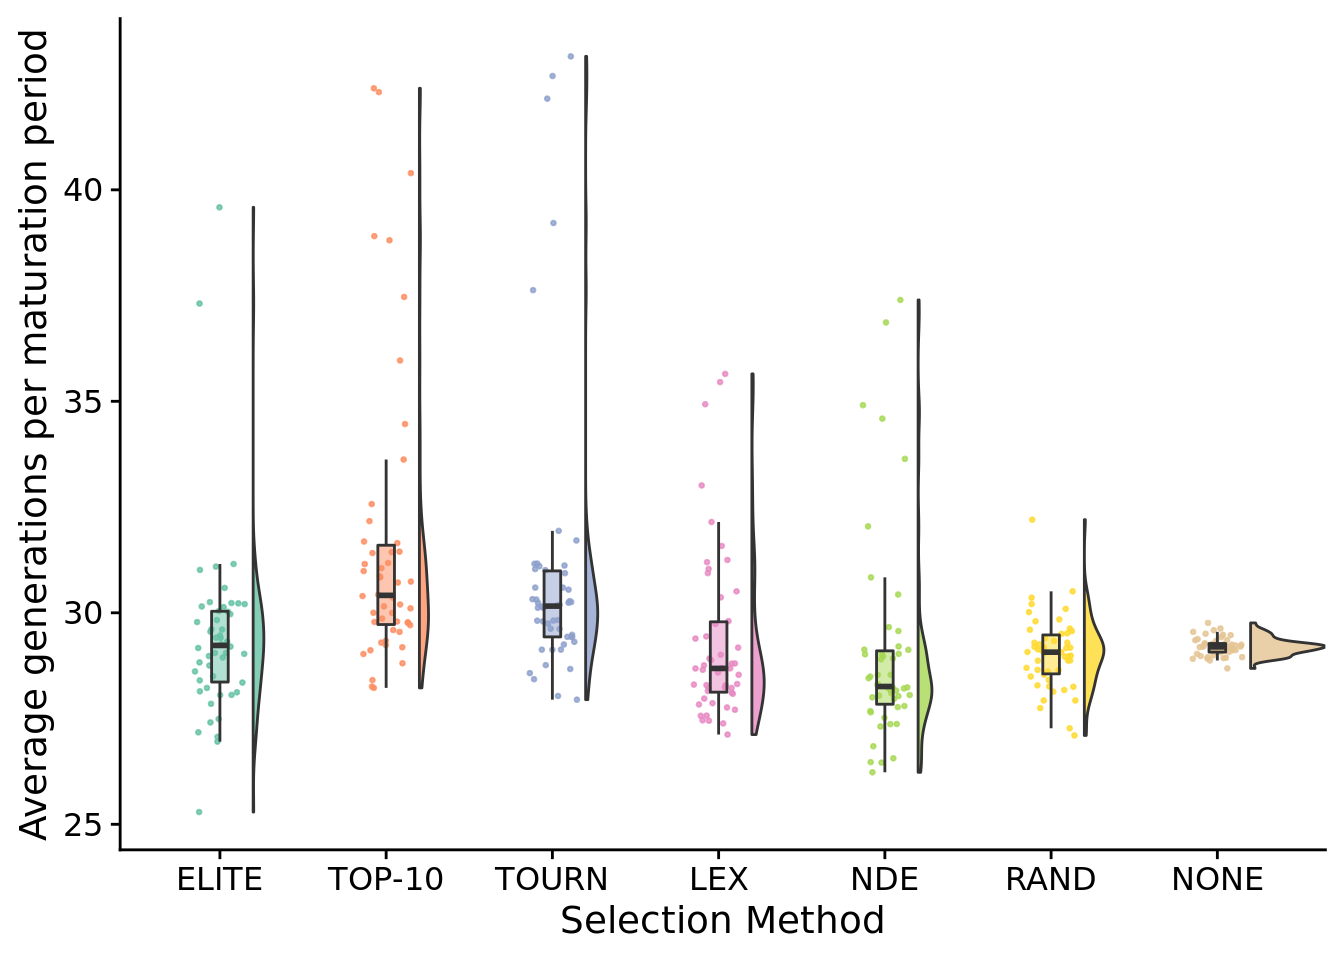 Average generations per maturation period
40
35
30
25
ELITE TOP-10 TOURN LEX NDE RAND NONE
Selection Method